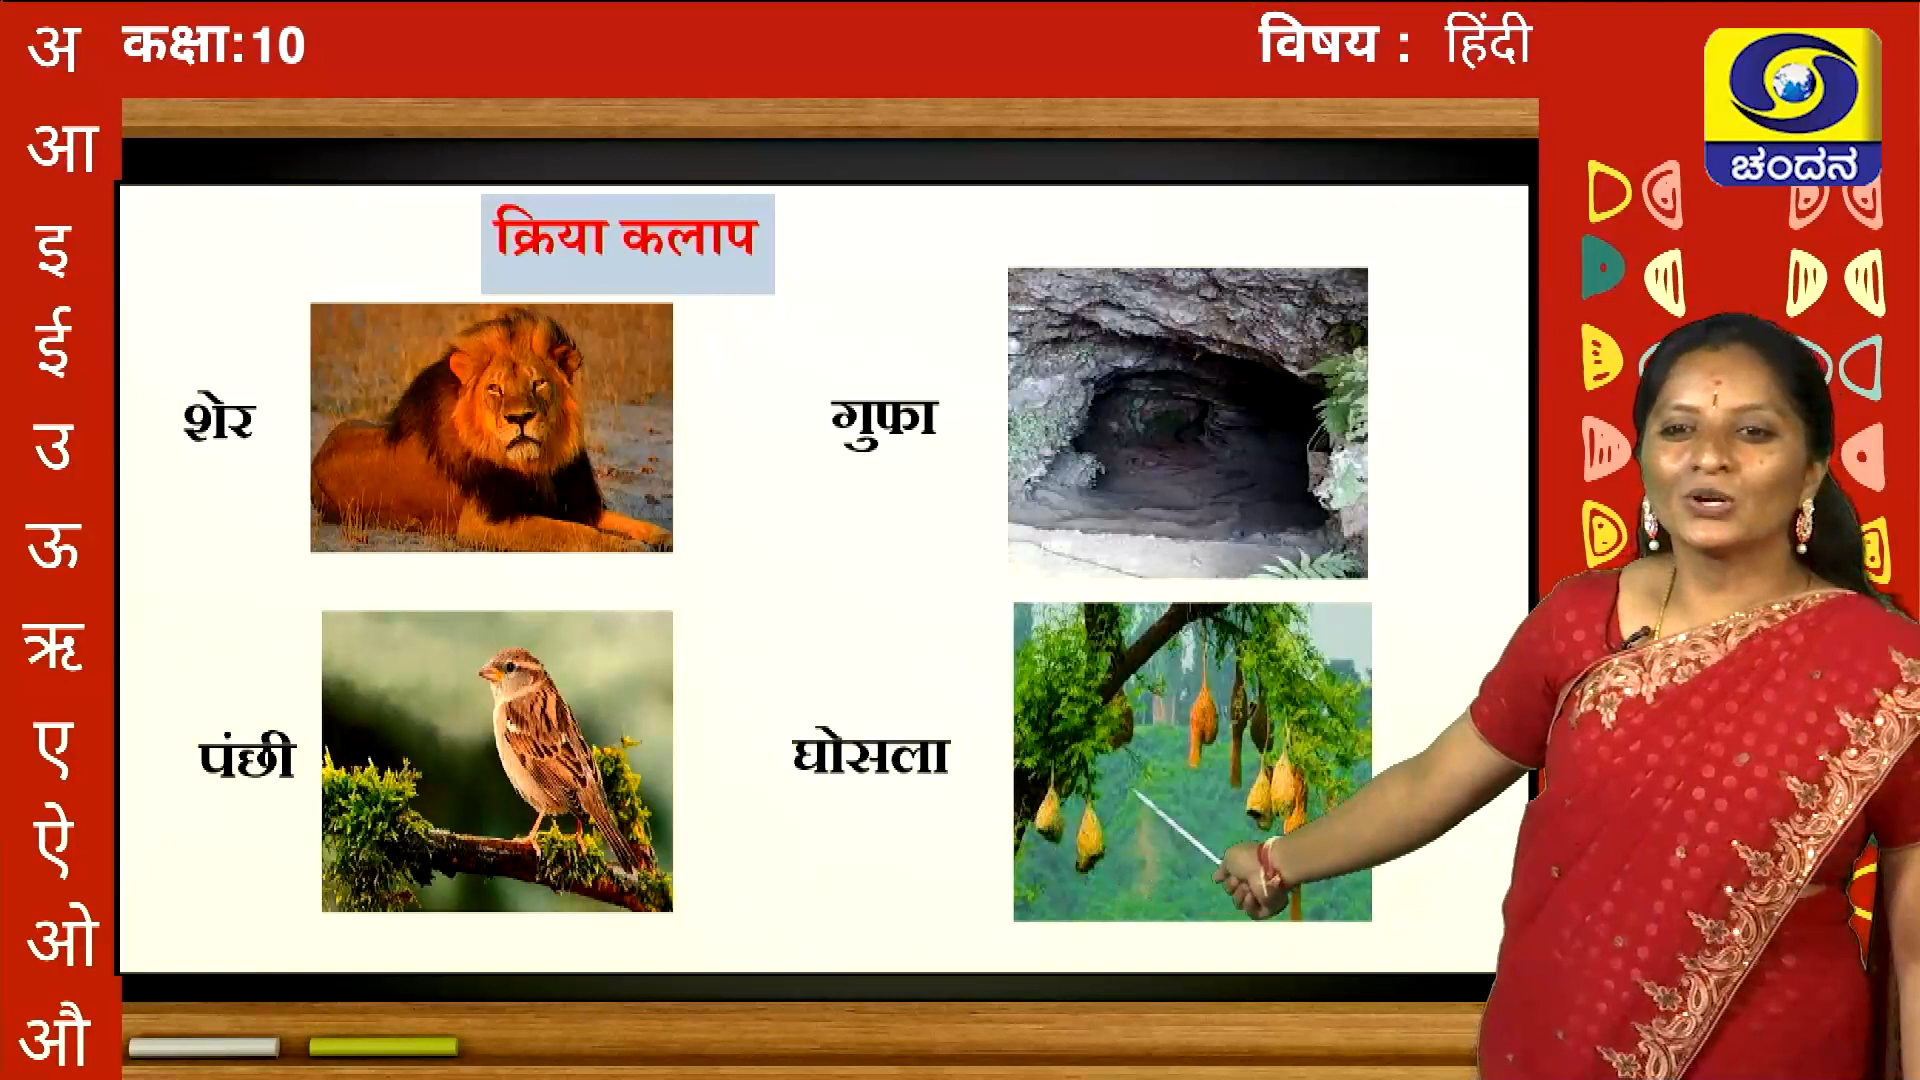 कक्षा:10
विषय : हिंदी
ಚಂದನ
अ
आ
इ
ई
उ
ऊ
ऋ
ए
ऐ
ओ
औ
क्रिया कलाप
शेर
गुफा
पंछी
घोसला